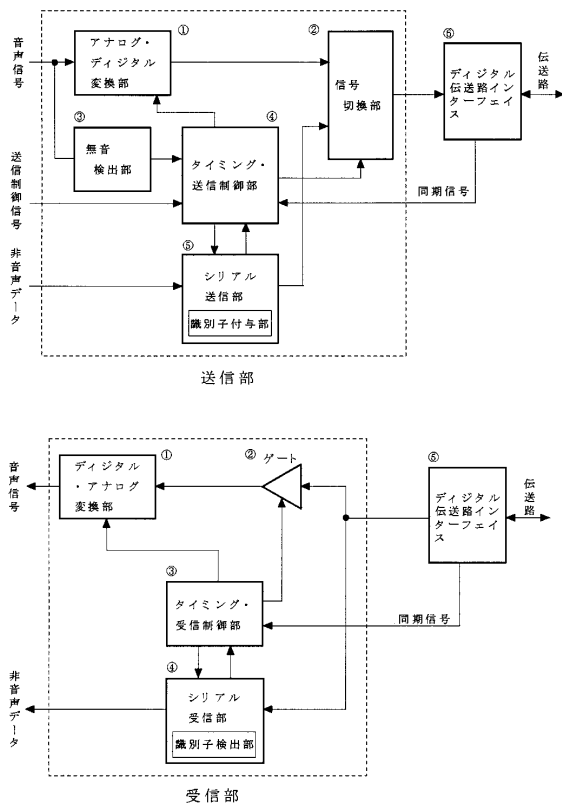 音声信号
①
アナログ・
ディジタル
変換部
②
信号
切換部
⑥
ディジタル
伝送路イン
ターフェイ
ス
伝送路
③
無音
検出部
④
タイミング・
送信制御部
送信制御信号
同期信号
非音声データ
⑤
シリアル
送信部
識別子付与部
送信部
音声信号
①
ディジタル
・アナログ
変換部
②
ゲート
⑤
ディジタル
伝送路イン
ターフェイ
ス
伝送路
③
タイミング・
受信制御部
同期信号
④
シリアル
受信部
識別子検出部
非音声データ
受信部